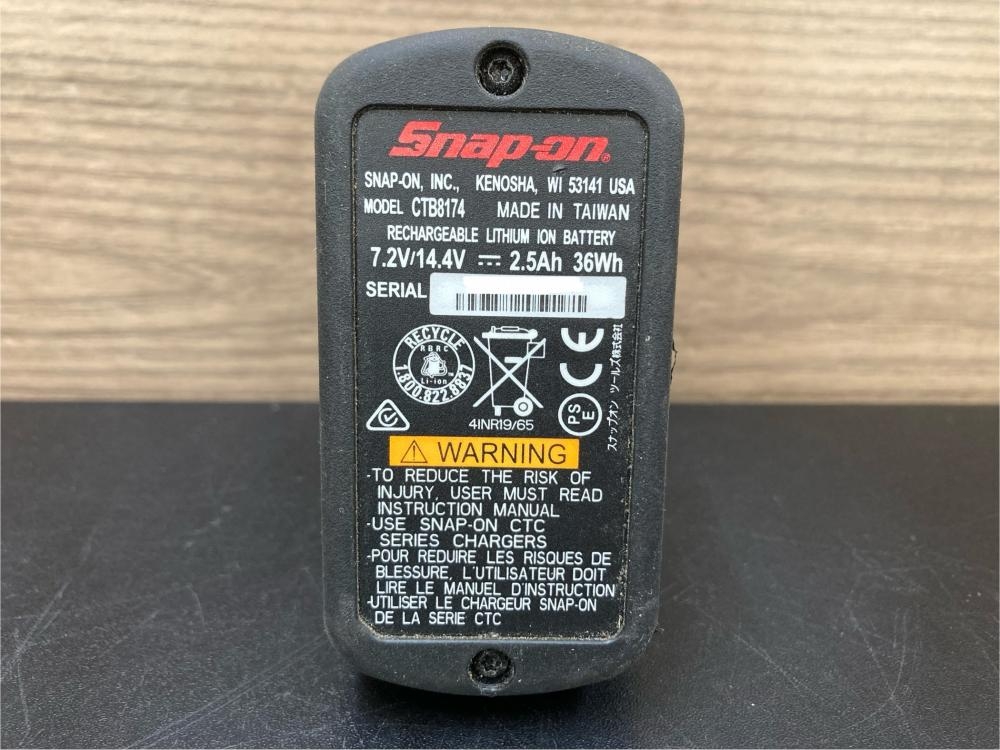 Snap-on®
SNAP-ON, INC., KENOSHA, WI 53141 USA
MODEL CTB8174 MADE IN TAIWAN
RECHARGEABLE LITHIUM ION BATTERY
7.2V/14.4V ⎓ 2.5Ah 36Wh
SERIAL
RECYCLE
RBRC
Li-ion
TM
1.800.822.8837
4INR19/65
CE
PS
E
スナップオン ツールズ株式会社
⚠ WARNING
-TO REDUCE THE RISK OF
INJURY, USER MUST READ
INSTRUCTION MANUAL
-USE SNAP-ON CTC
SERIES CHARGERS
-POUR REDUIRE LES RISQUES DE
BLESSURE, L'UTILISATEUR DOIT
LIRE LE MANUEL D'INSTRUCTION
-UTILISER LE CHARGEUR SNAP-ON
DE LA SERIE CTC